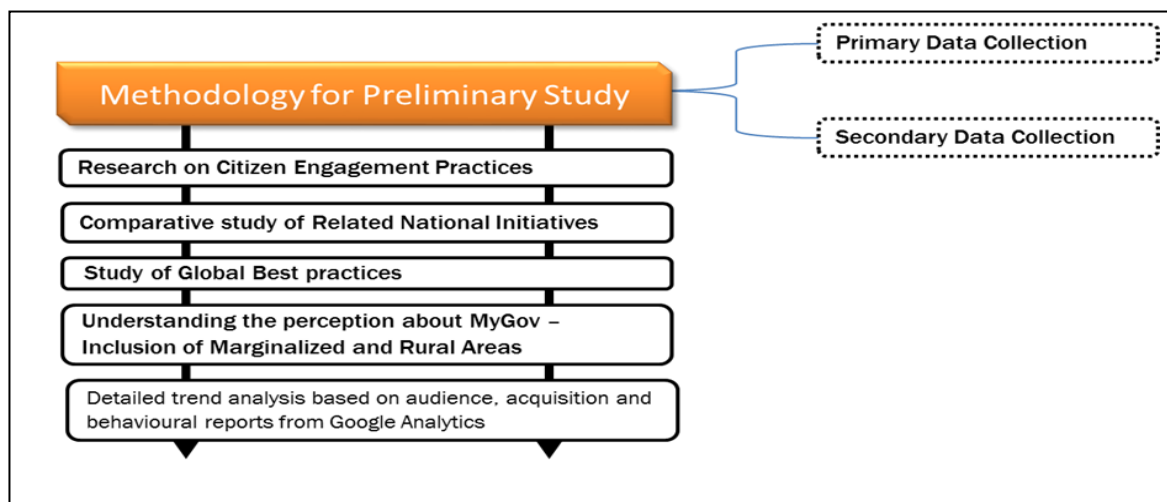 Primary Data Collection
Methodology for Preliminary Study
Secondary Data Collection
Research on Citizen Engagement Practices
Comparative study of Related National Initiatives
Study of Global Best practices
Understanding the perception about MyGov –
Inclusion of Marginalized and Rural Areas
Detailed trend analysis based on audience, acquisition and
behavioural reports from Google Analytics